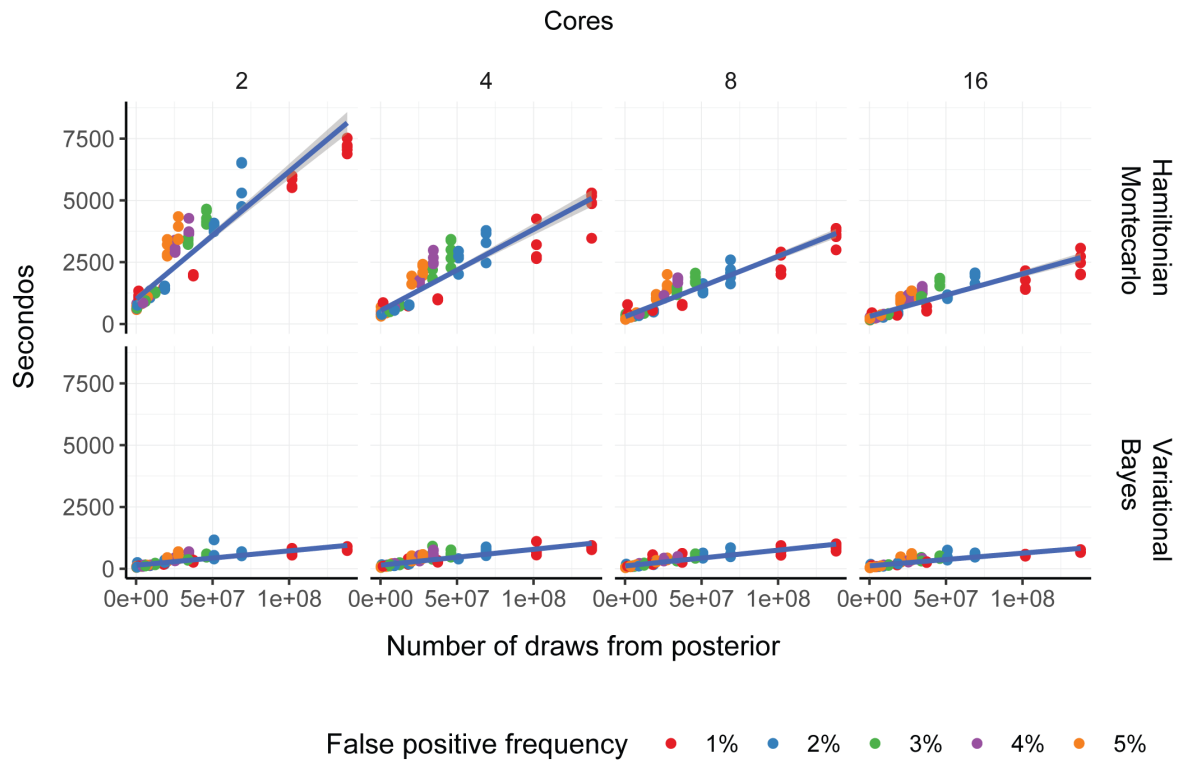 Cores
2 4 8 16
7500
5000
2500
0
Hamiltonian
Montecarlo
Seconds
7500
5000
2500
0
Variational
Bayes
0e+00 5e+07 1e+08 0e+00 5e+07 1e+08 0e+00 5e+07 1e+08 0e+00 5e+07 1e+08
Number of draws from posterior
False positive frequency 1% 2% 3% 4% 5%